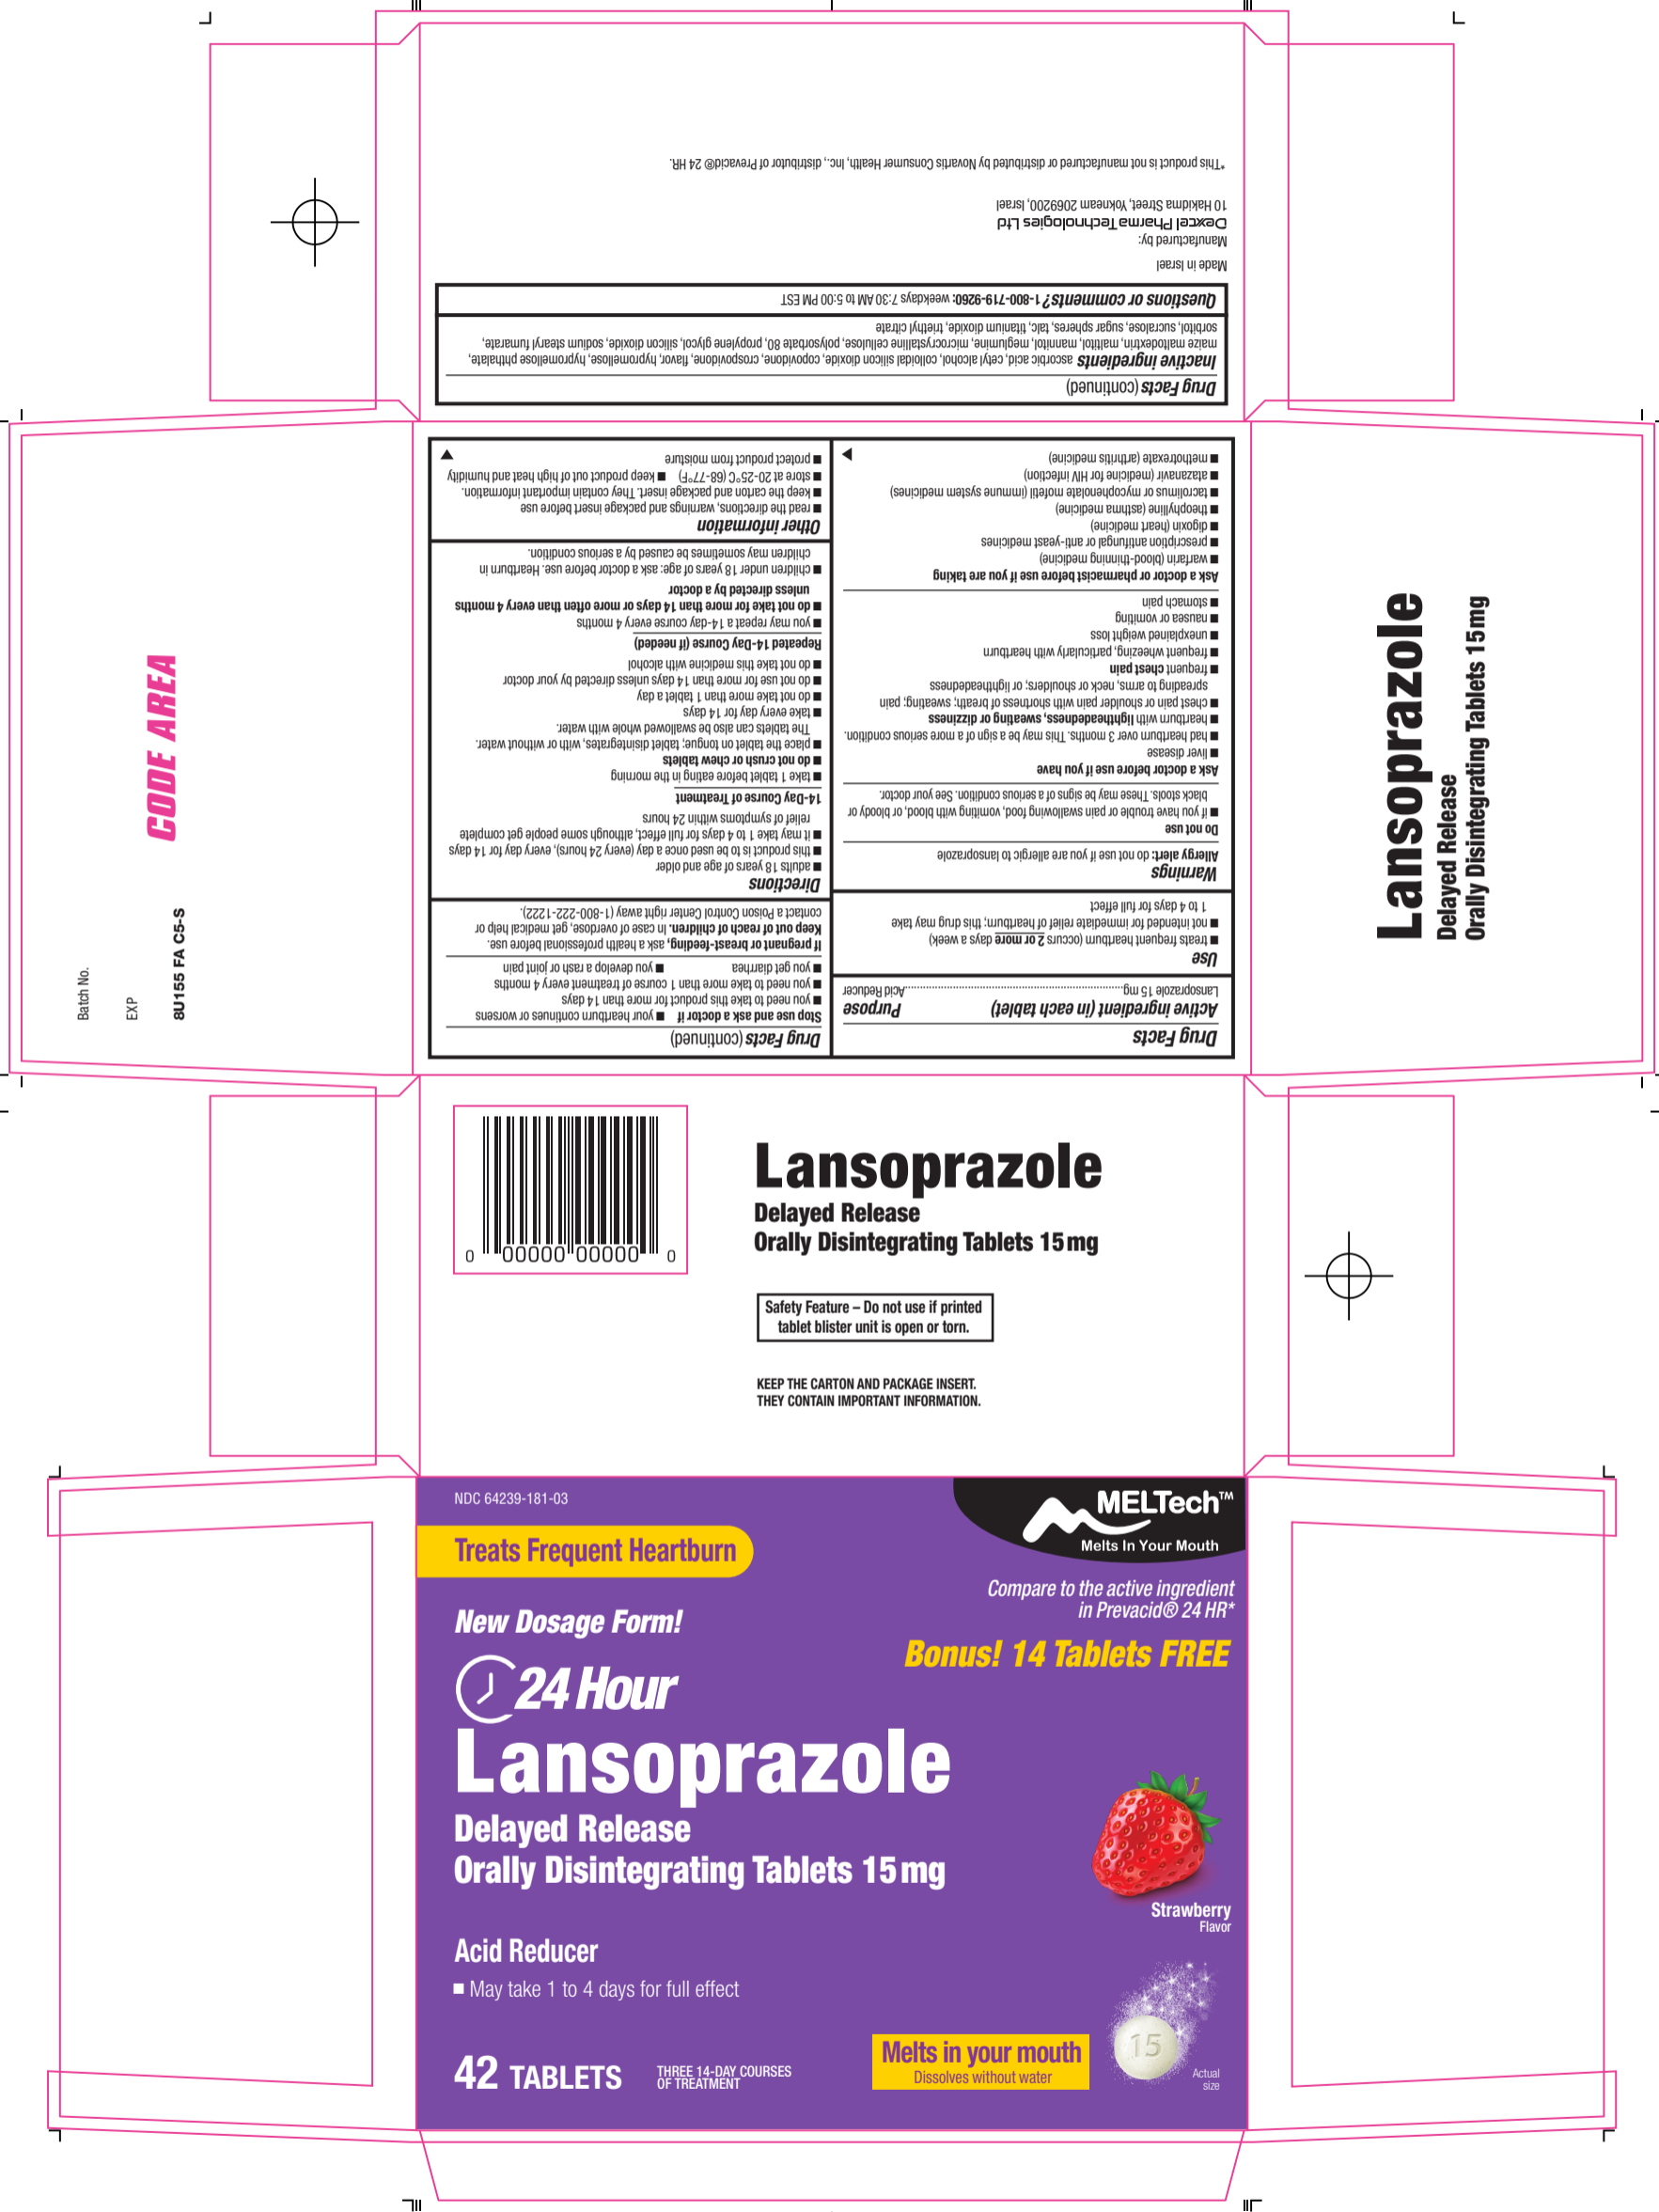 *This product is not manufactured or distributed by Novartis Consumer Health, Inc., distributor of Prevacid® 24 HR.
Made in Israel
Manufactured by:
Dexcel PharmaTechnologies Ltd
10 Hakidma Street, Yokneam 2069200, Israel
Drug Facts (continued)
Inactive ingredients ascorbic acid, cetyl alcohol, colloidal silicon dioxide, copovidone, crospovidone, flavor, hypromellose, hypromellose phthalate,
maize maltodextrin, maltitol, mannitol, meglumine, microcrystalline cellulose, polysorbate 80, propylene glycol, silicon dioxide, sodium stearyl fumarate,
sorbitol, sucralose, sugar spheres, talc, titanium dioxide, triethyl citrate
Questions or comments? 1-800-719-9260: weekdays 7:30 AM to 5:00 PM EST
Drug Facts
Active ingredient (in each tablet) Purpose
Lansoprazole 15 mg........Acid Reducer
Use
■ treats frequent heartburn (occurs 2 or more days a week)
■ not intended for immediate relief of heartburn; this drug may take
1 to 4 days for full effect
Warnings
Allergy alert: do not use if you are allergic to lansoprazole
Do not use
■ if you have trouble or pain swallowing food, vomiting with blood, or bloody or
black stools. These may be signs of a serious condition. See your doctor.
Ask a doctor before use if you have
■ liver disease
■ had heartburn over 3 months. This may be a sign of a more serious condition.
■ heartburn with lightheadedness, sweating or dizziness
■ chest pain or shoulder pain with shortness of breath; sweating; pain
spreading to arms, neck or shoulders; or lightheadedness
■ frequent chest pain
■ frequent wheezing, particularly with heartburn
■ unexplained weight loss
■ nausea or vomiting
■ stomach pain
Ask a doctor or pharmacist before use if you are taking
■ warfarin (blood-thinning medicine)
■ prescription antifungal or anti-yeast medicines
■ digoxin (heart medicine)
■ theophylline (asthma medicine)
■ tacrolimus or mycophenolate mofetil (immune system medicines)
■ atazanavir (medicine for HIV infection)
■ methotrexate (arthritis medicine)
Drug Facts (continued)
Stop use and ask a doctor if ■ your heartburn continues or worsens
■ you need to take this product for more than 14 days
■ you need to take more than 1 course of treatment every 4 months
■ you get diarrhea ■ you develop a rash or joint pain
If pregnant or breast-feeding, ask a health professional before use.
Keep out of reach of children. In case of overdose, get medical help or
contact a Poison Control Center right away (1-800-222-1222).
Directions
■ adults 18 years of age and older
■ this product is to be used once a day (every 24 hours), every day for 14 days
■ it may take 1 to 4 days for full effect, although some people get complete
relief of symptoms within 24 hours
14-Day Course of Treatment
■ take 1 tablet before eating in the morning
■ do not crush or chew tablets
■ place the tablet on tongue; tablet disintegrates, with or without water.
The tablets can also be swallowed whole with water.
■ take every day for 14 days
■ do not take more than 1 tablet a day
■ do not use for more than 14 days unless directed by your doctor
■ do not take this medicine with alcohol
Repeated 14-Day Course (if needed)
■ you may repeat a 14-day course every 4 months
■ do not take for more than 14 days or more often than every 4 months
unless directed by a doctor
■ children under 18 years of age: ask a doctor before use. Heartburn in
children may sometimes be caused by a serious condition.
Other information
■ read the directions, warnings and package insert before use
■ keep the carton and package insert. They contain important information.
■ store at 20-25°C (68-77°F) ■ keep product out of high heat and humidity
■ protect product from moisture
Batch No.
EXP
CODE AREA
8U155 FA C5-S
Lansoprazole
Delayed Release
Orally Disintegrating Tablets 15 mg
0 00000 00000 0
Lansoprazole
Delayed Release
Orally Disintegrating Tablets 15 mg
Safety Feature – Do not use if printed
tablet blister unit is open or torn.
KEEP THE CARTON AND PACKAGE INSERT.
THEY CONTAIN IMPORTANT INFORMATION.
NDC 64239-181-03
MELTech™
Melts In Your Mouth
Treats Frequent Heartburn
Compare to the active ingredient
in Prevacid® 24 HR*
New Dosage Form!
Bonus! 14 Tablets FREE
24 Hour
Lansoprazole
Delayed Release
Orally Disintegrating Tablets 15 mg
Strawberry
Flavor
Acid Reducer
■ May take 1 to 4 days for full effect
15
Actual
size
Melts in your mouth
Dissolves without water
42 TABLETS
THREE 14-DAY COURSES
OF TREATMENT